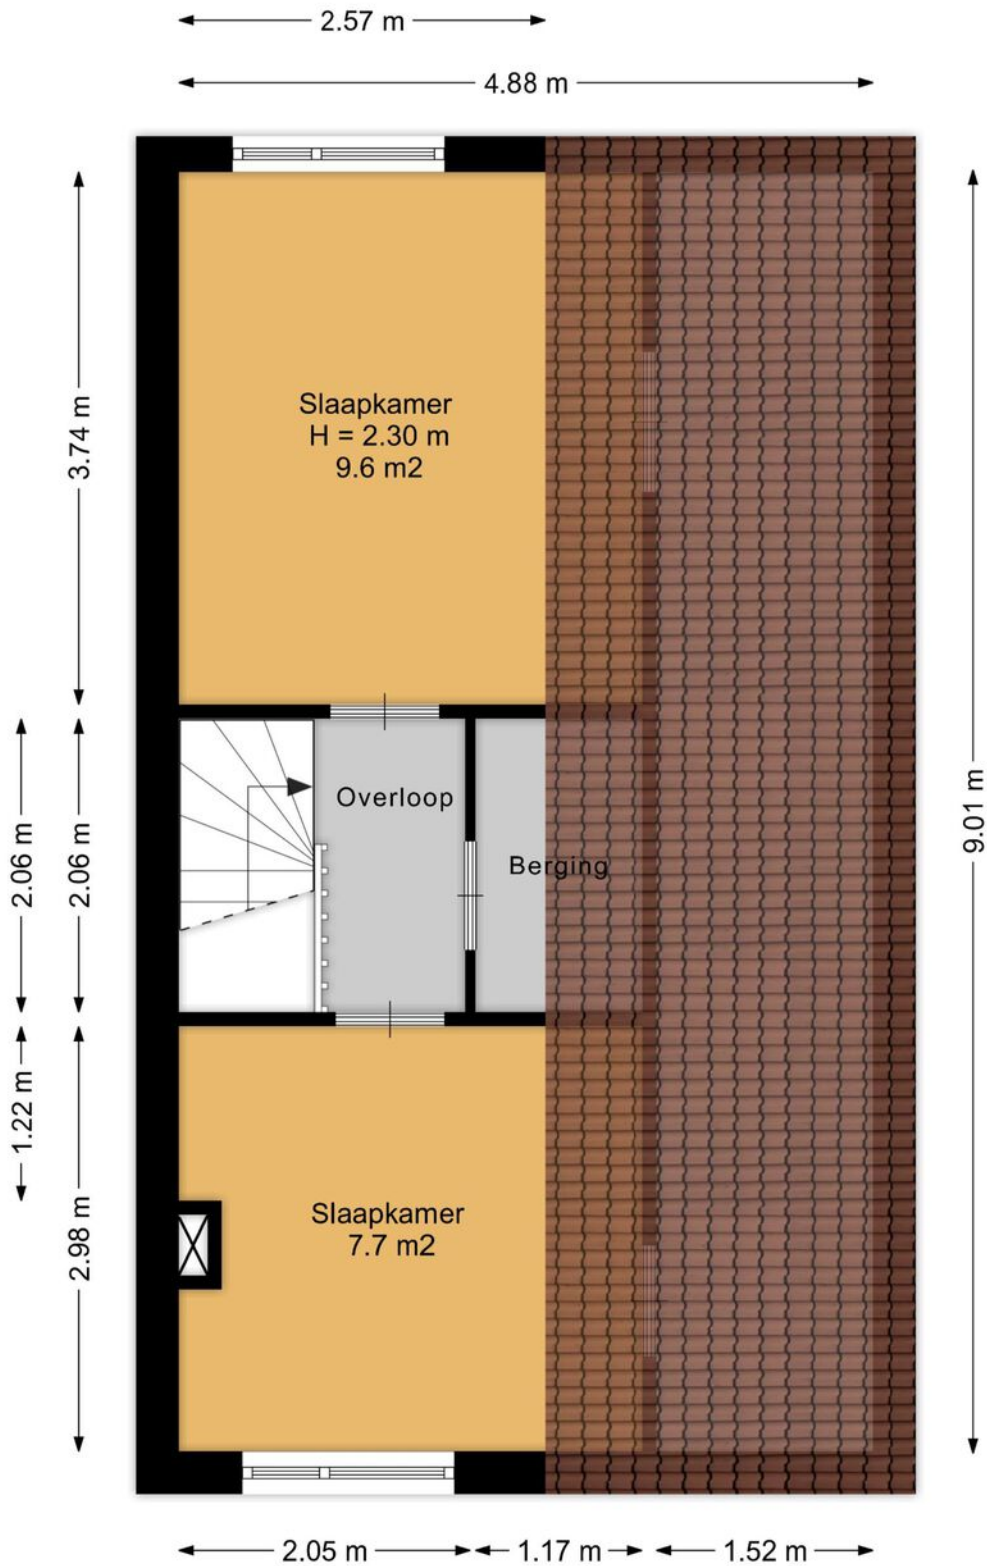 2.57 m
4.88 m
3.74 m
Slaapkamer
H = 2.30 m
9.6 m2
Overloop
Berging
2.06 m
2.06 m
9.01 m
1.22 m
2.98 m
Slaapkamer
7.7 m2
2.05 m
1.17 m
1.52 m